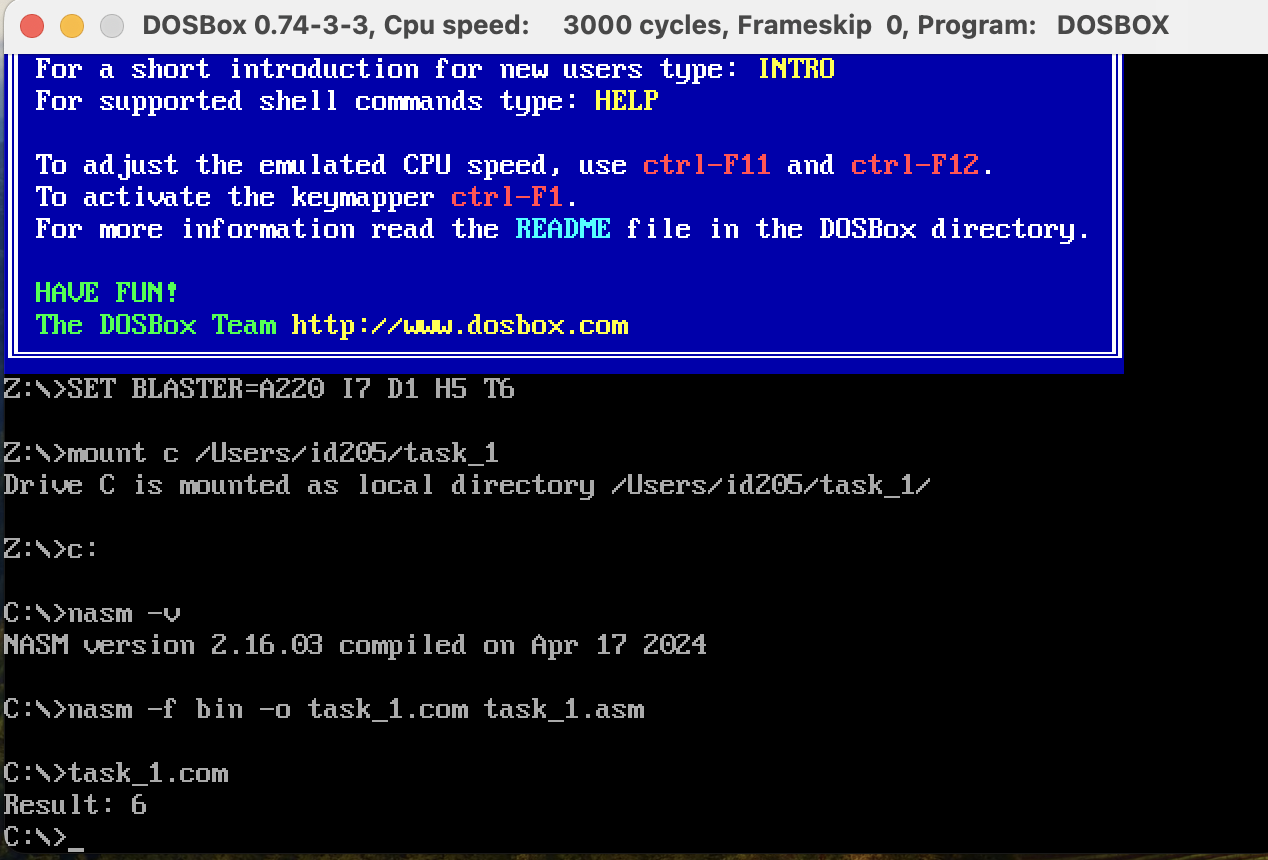 DOSBox 0.74-3-3, Cpu speed:    3000 cycles, Frameskip  0, Program:   DOSBOX
For a short introduction for new users type: INTRO
For supported shell commands type: HELP
To adjust the emulated CPU speed, use ctrl-F11 and ctrl-F12.
To activate the keymapper ctrl-F1.
For more information read the README file in the DOSBox directory.
HAVE FUN!
The DOSBox Team http://www.dosbox.com
Z:\>SET BLASTER=A220 I7 D1 H5 T6
Z:\>mount c /Users/id205/task_1
Drive C is mounted as local directory /Users/id205/task_1/
Z:\>c:
C:\>nasm -v
NASM version 2.16.03 compiled on Apr 17 2024
C:\>nasm -f bin -o task_1.com task_1.asm
C:\>task_1.com
Result: 6
C:\>_